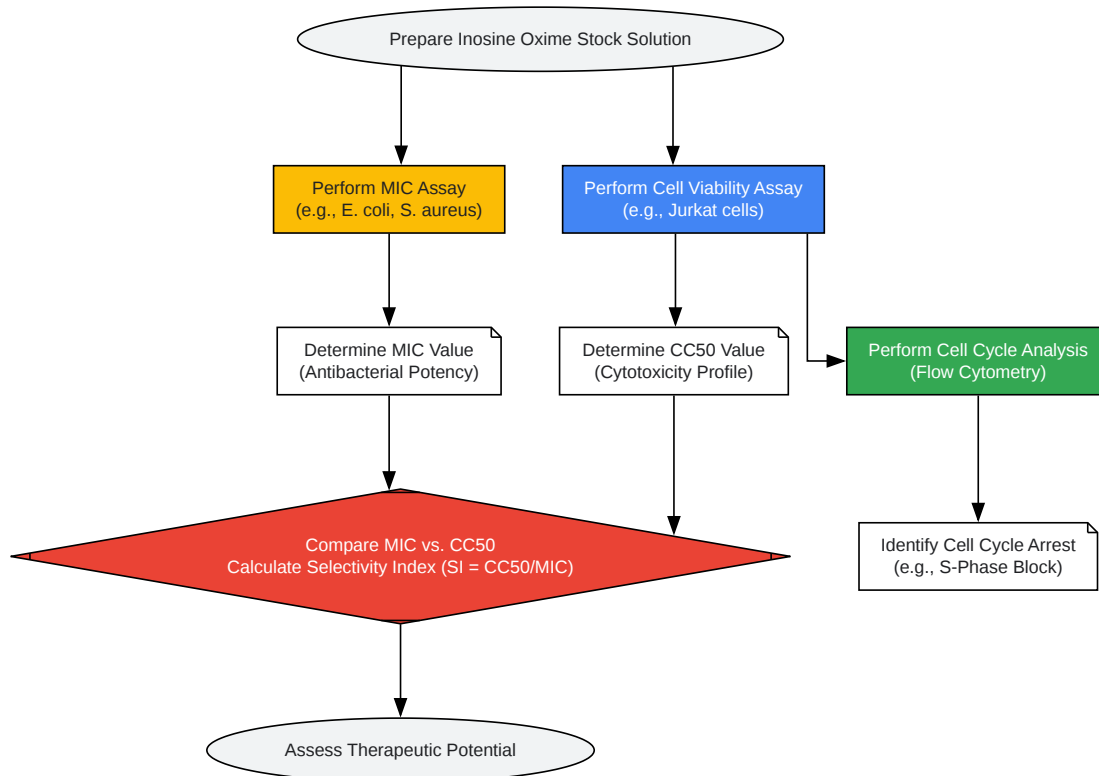 Prepare Inosine Oxime Stock Solution
Perform MIC Assay
(e.g., E. coli, S. aureus)
Perform Cell Viability Assay
(e.g., Jurkat cells)
Determine MIC Value
(Antibacterial Potency)
Determine CC50 Value
(Cytotoxicity Profile)
Perform Cell Cycle Analysis
(Flow Cytometry)
Compare MIC vs. CC50
Calculate Selectivity Index (SI = CC50/MIC)
Identify Cell Cycle Arrest
(e.g., S-Phase Block)
Assess Therapeutic Potential